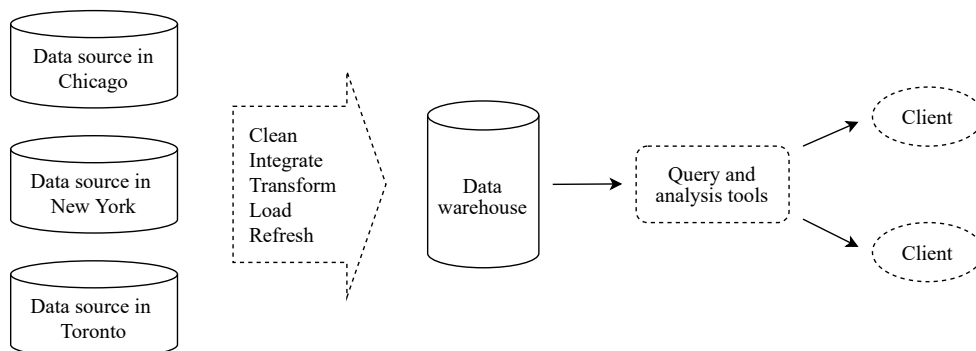 Data source in
Chicago
Data source in
New York
Data source in
Toronto
Clean
Integrate
Transform
Load
Refresh
Data
warehouse
Query and
analysis tools
Client
Client